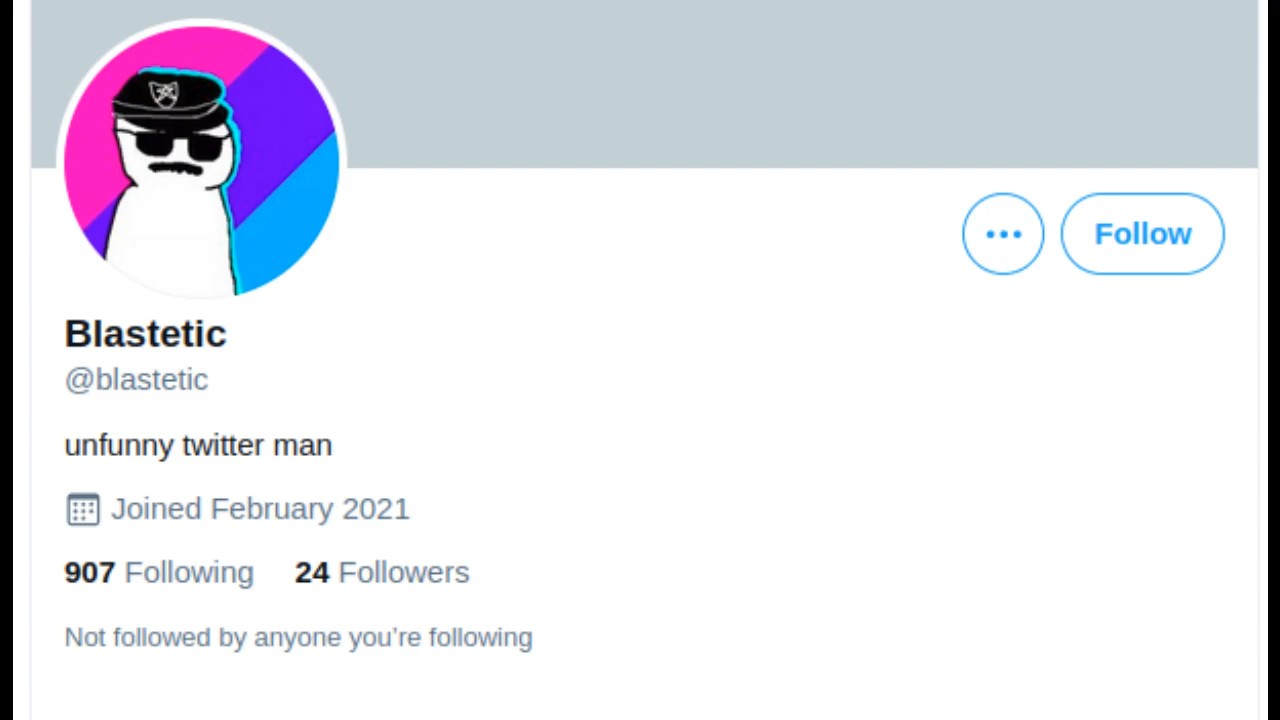 Follow
Blastetic
@blastetic
unfunny twitter man
Joined February 2021
907 Following 24 Followers
Not followed by anyone you’re following